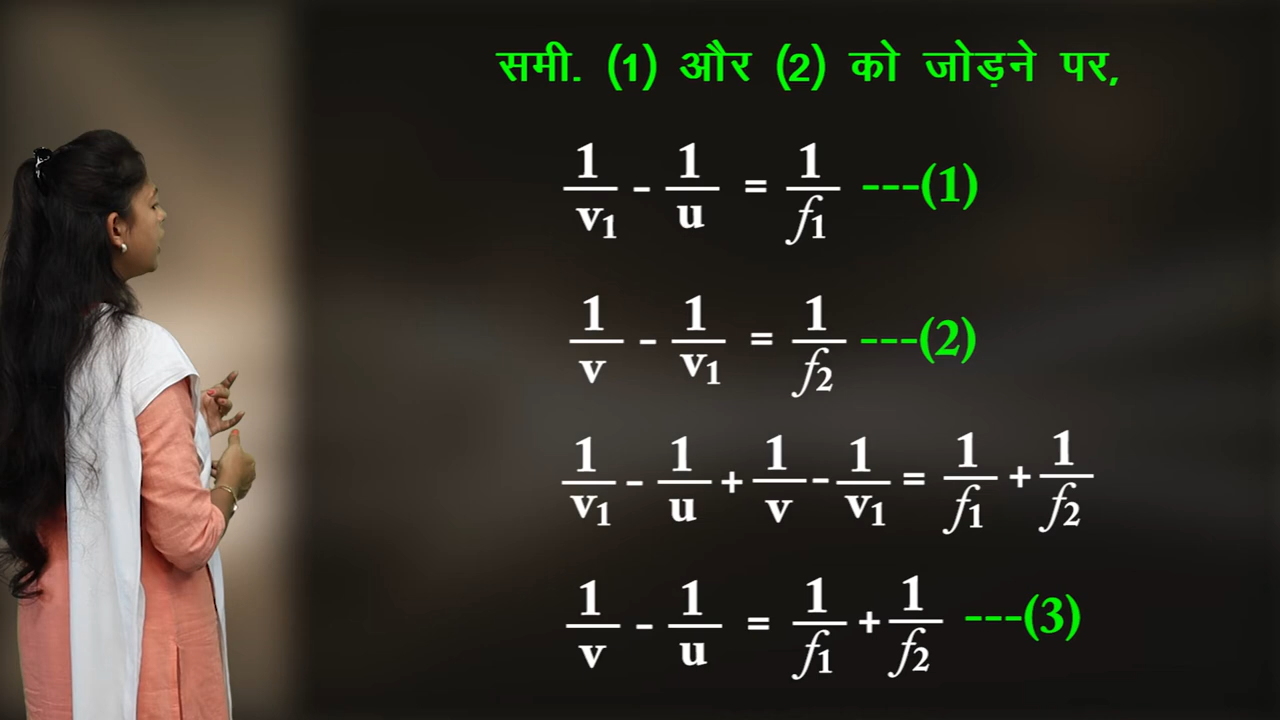 समी. (1) और (2) को जोड़ने पर,
1/v₁ - 1/u = 1/f₁ ---(1)
1/v - 1/v₁ = 1/f₂ ---(2)
1/v₁ - 1/u + 1/v - 1/v₁ = 1/f₁ + 1/f₂
1/v - 1/u = 1/f₁ + 1/f₂ ---(3)